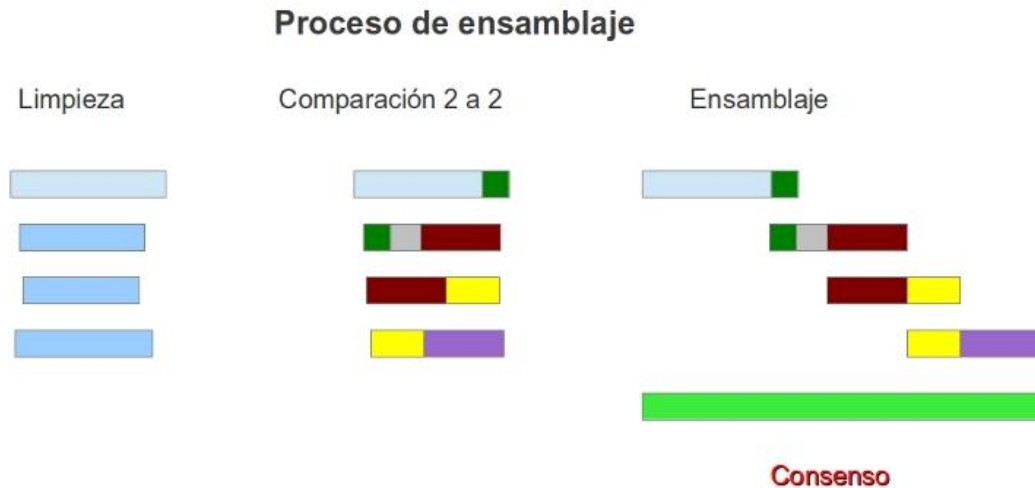 Proceso de ensamblaje
Limpieza
Comparación 2 a 2
Ensamblaje
Consenso